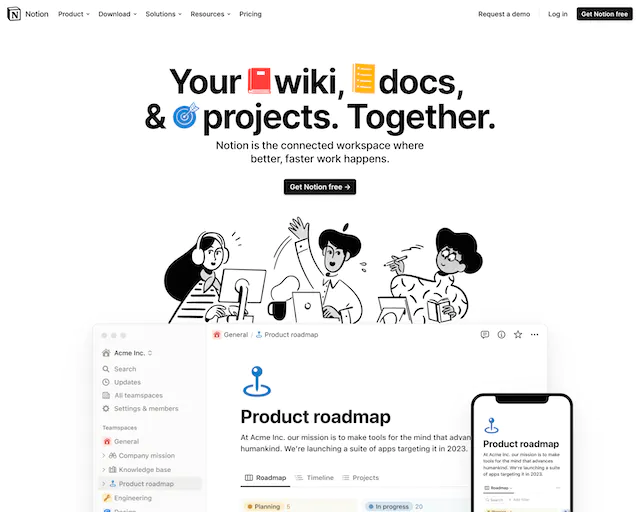 Notion
Product
Download
Solutions
Resources
Pricing
Request a demo
Log in
Get Notion free
Your wiki, docs,
& projects. Together.
Notion is the connected workspace where
better, faster work happens.
Get Notion free →
Acme Inc.
Search
Updates
All teamspaces
Settings & members
Teamspaces
General
Company mission
Knowledge base
Product roadmap
Engineering
General / Product roadmap
Product roadmap
At Acme Inc. our mission is to make tools for the mind that advan
humankind. We're launching a suite of apps targeting it in 2023.
Roadmap
Timeline
Projects
Planning 5
In progress 20
Product roadmap
At Acme Inc. our mission is to make
tools for the mind that advances
humankind. We're launching a
suite of apps targeting it in 2023.
Roadmap
Search